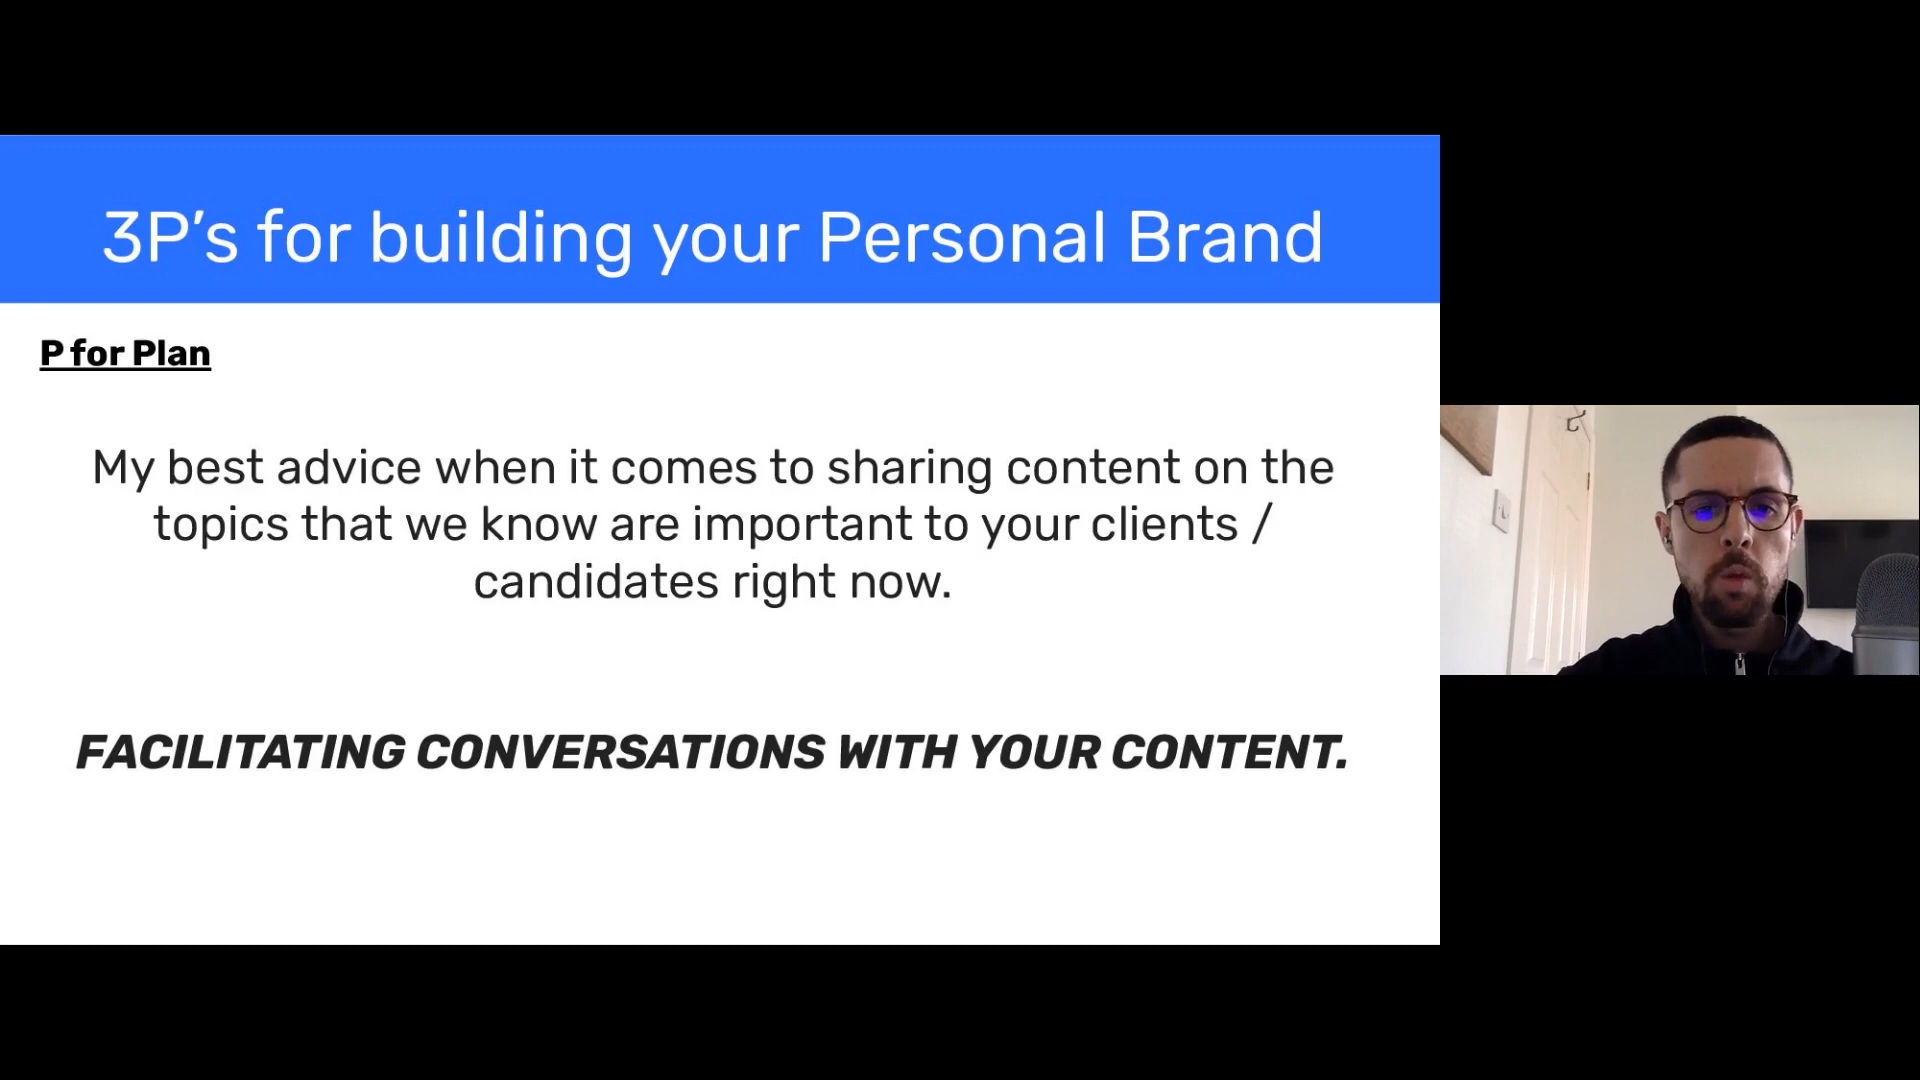 3P’s for building your Personal Brand
P for Plan
My best advice when it comes to sharing content on the
topics that we know are important to your clients /
candidates right now.
FACILITATING CONVERSATIONS WITH YOUR CONTENT.